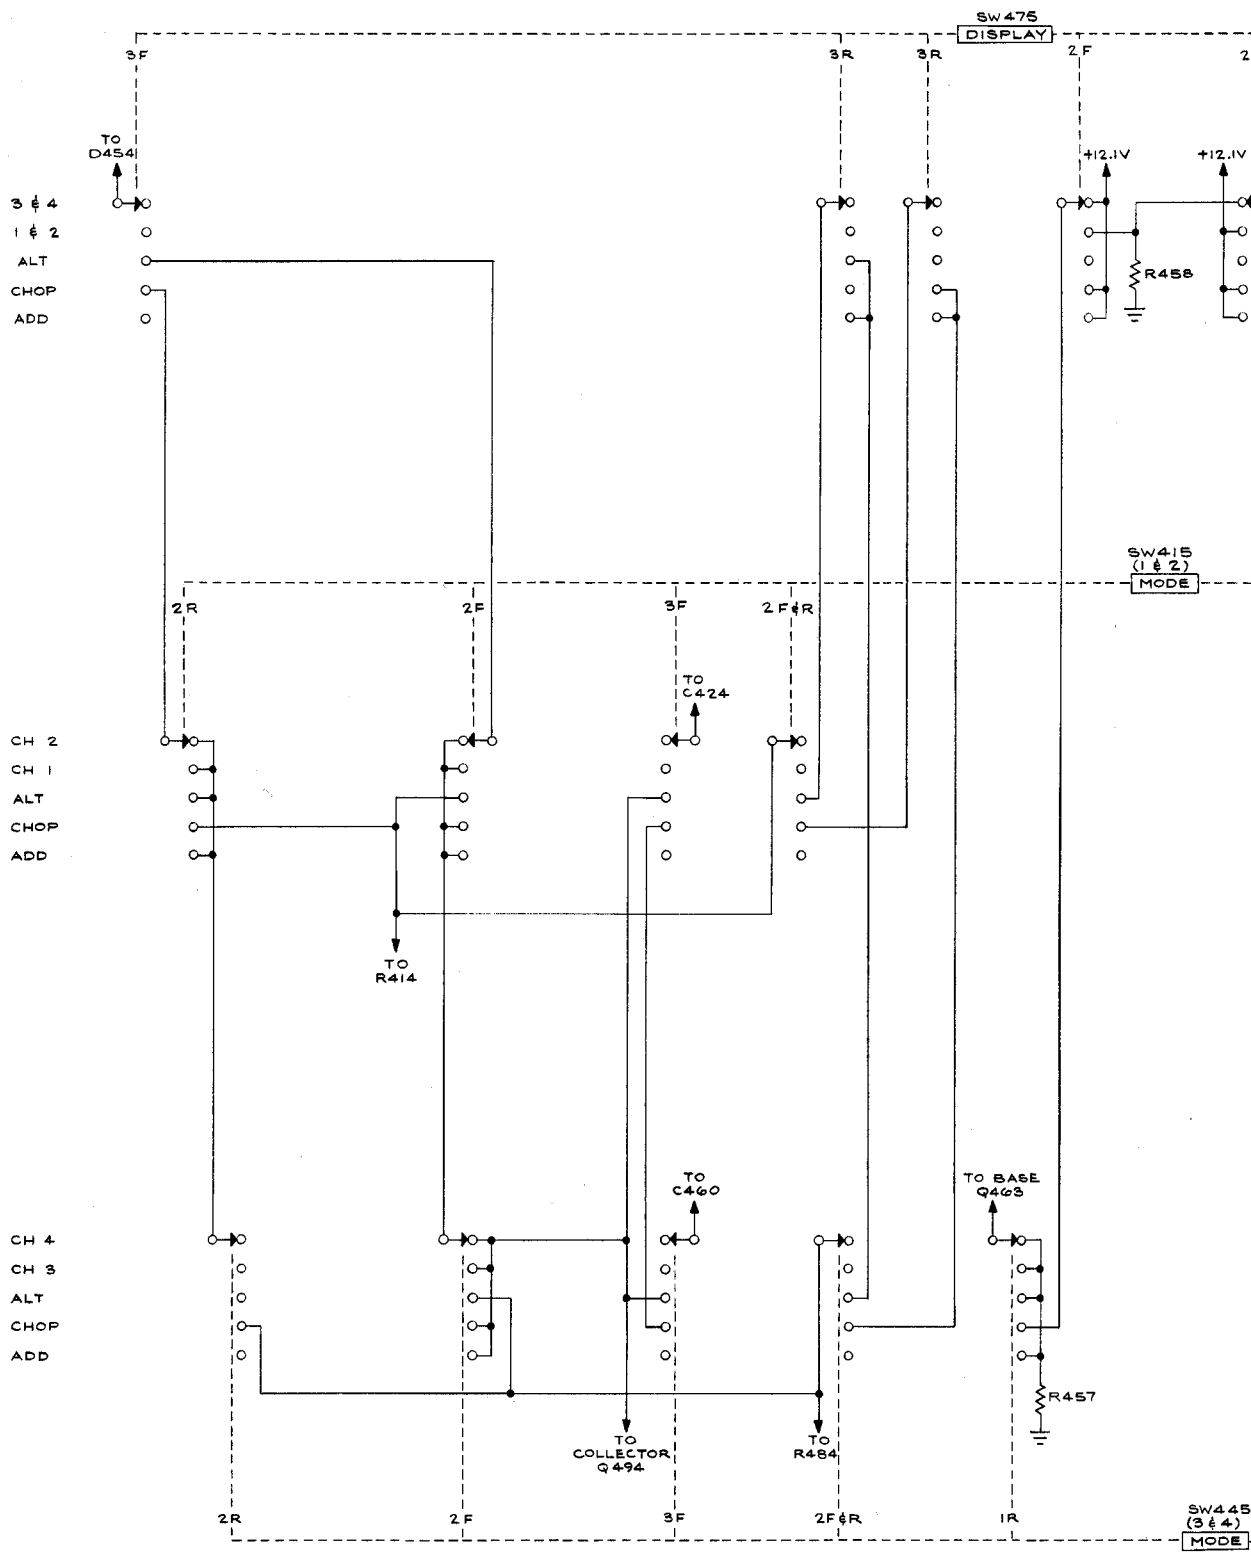 SW475
DISPLAY
3F
3R
3R
2F
2
TO
D454
+12.1V
+12.1V
3 & 4
1 & 2
ALT
CHOP
ADD
R458
SW415
(1 & 2)
MODE
2R
2F
3F
2F&R
TO
C424
CH 2
CH 1
ALT
CHOP
ADD
TO
R414
TO
C460
TO BASE
Q463
CH 4
CH 3
ALT
CHOP
ADD
R457
TO
COLLECTOR
Q494
TO
R484
2R
2F
3F
2F&R
1R
SW445
(3 & 4)
MODE